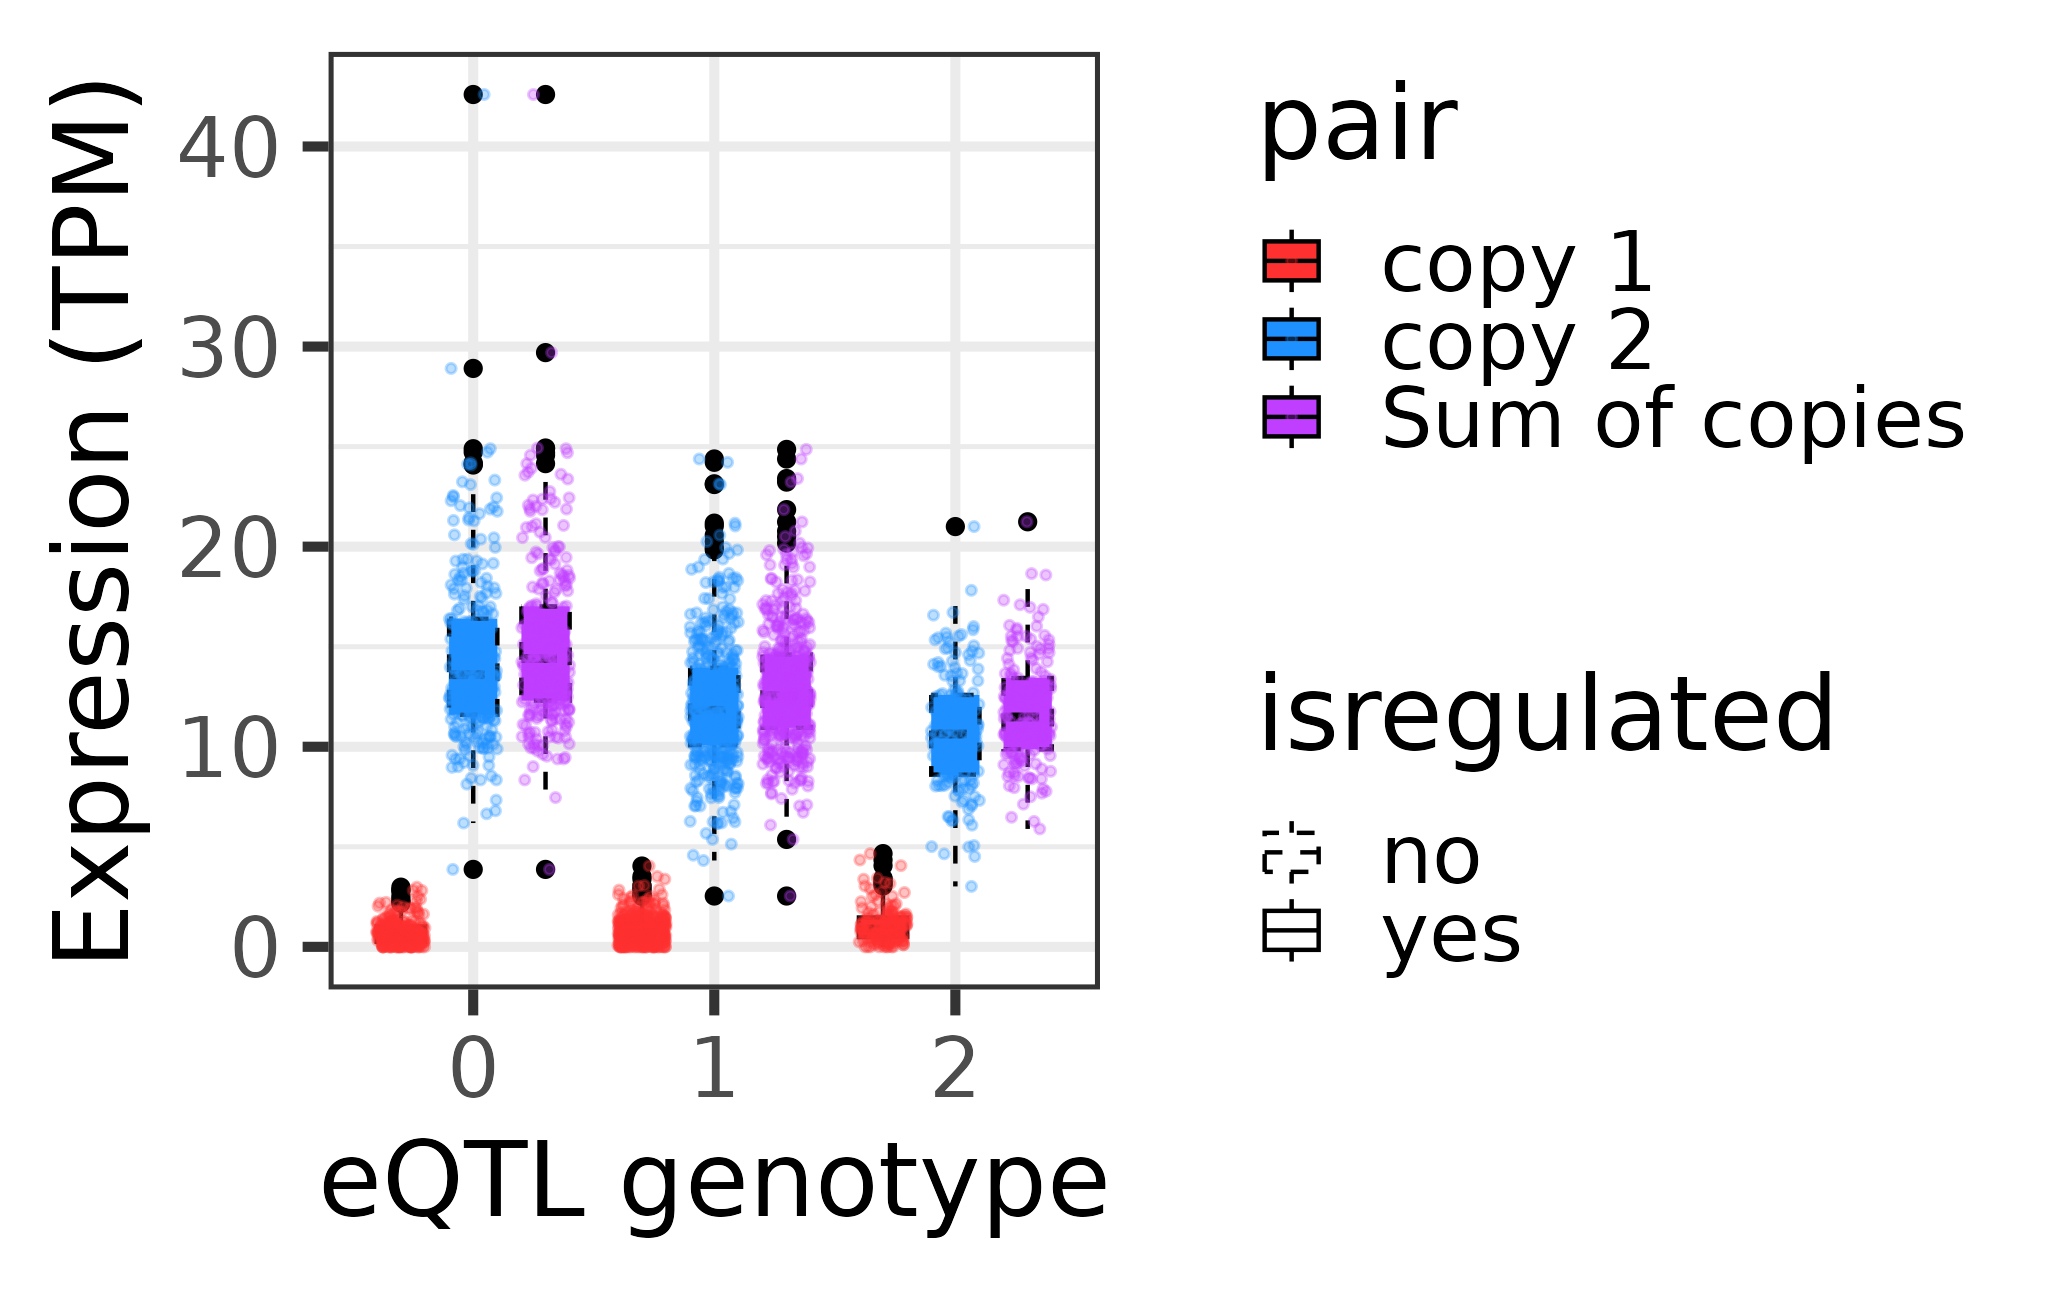 Expression (TPM)
40
30
20
10
0
0 1 2
eQTL genotype
pair
copy 1
copy 2
Sum of copies
isregulated
no
yes